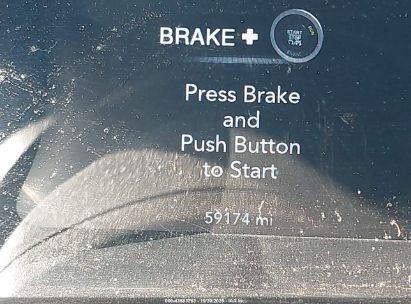 BRAKE +
START
STOP
Press Brake
and
Push Button
to Start
59174 mi